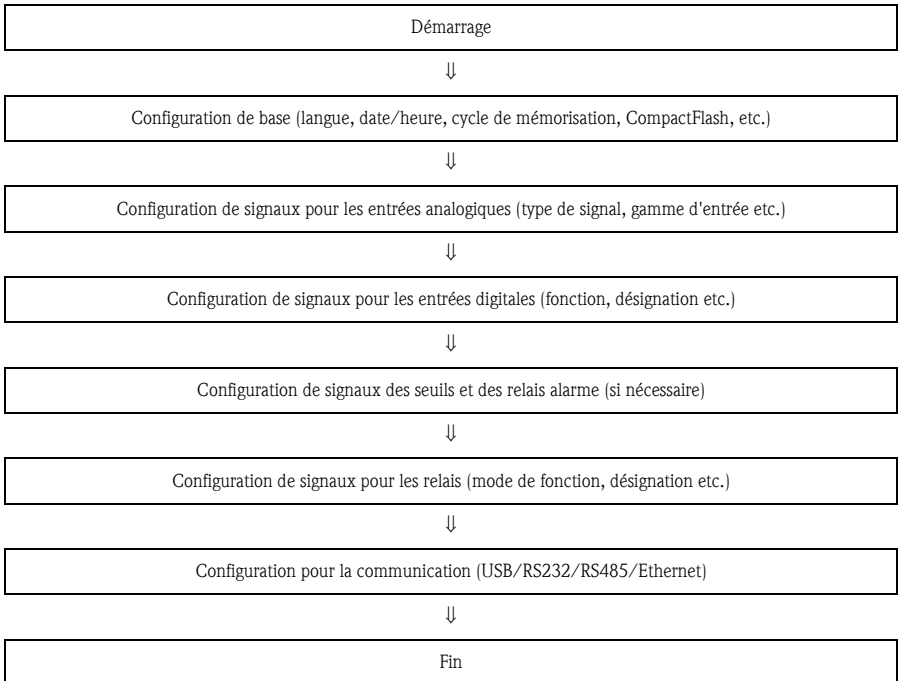 Démarrage
⇓
Configuration de base (langue, date/heure, cycle de mémorisation, CompactFlash, etc.)
⇓
Configuration de signaux pour les entrées analogiques (type de signal, gamme d'entrée etc.)
⇓
Configuration de signaux pour les entrées digitales (fonction, désignation etc.)
⇓
Configuration de signaux des seuils et des relais alarme (si nécessaire)
⇓
Configuration de signaux pour les relais (mode de fonction, désignation etc.)
⇓
Configuration pour la communication (USB/RS232/RS485/Ethernet)
⇓
Fin